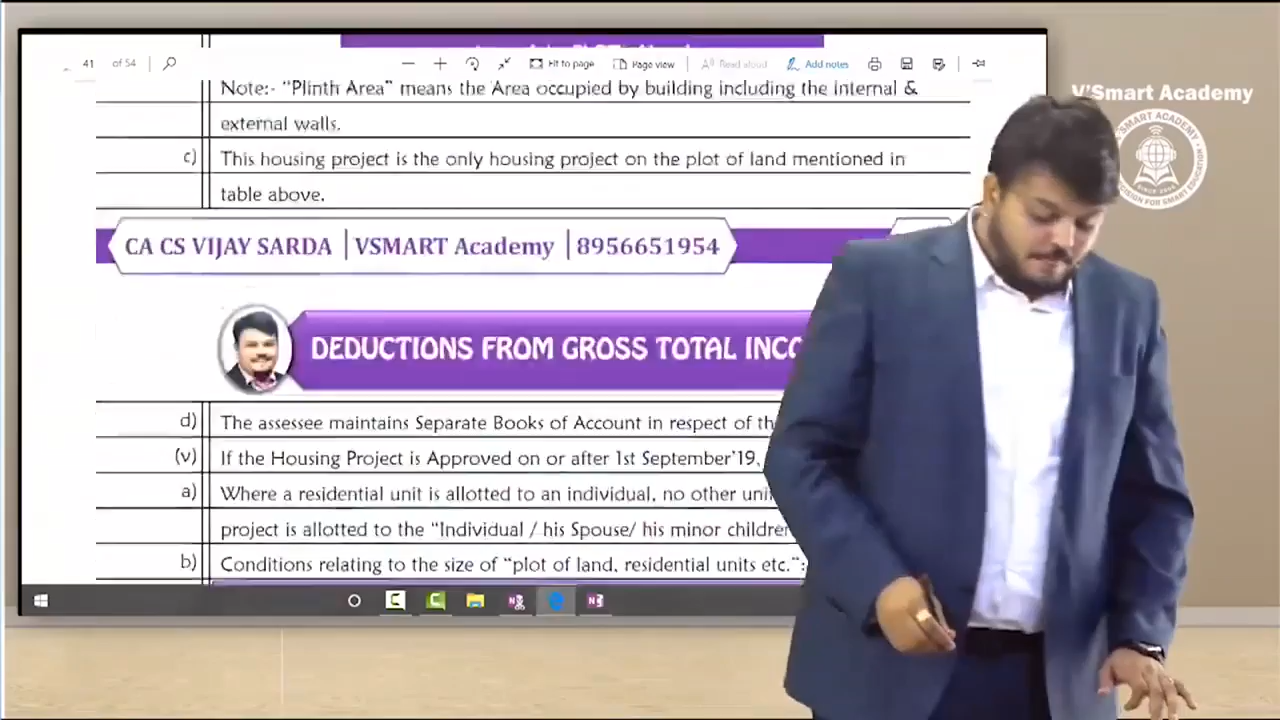 41 of 54
Fit to page
Page view
Read aloud
Add notes
Note:- “Plinth Area” means the Area occupied by building including the internal &
external walls.
c) This housing project is the only housing project on the plot of land mentioned in
table above.
CA CS VIJAY SARDA | VSMART Academy | 8956651954
DEDUCTIONS FROM GROSS TOTAL INCO
d) The assessee maintains Separate Books of Account in respect of th
(v) If the Housing Project is Approved on or after 1st September'19,
a) Where a residential unit is allotted to an individual, no other uni
project is allotted to the “Individual / his Spouse/ his minor children
b) Conditions relating to the size of “plot of land, residential units etc.”:
V'Smart Academy